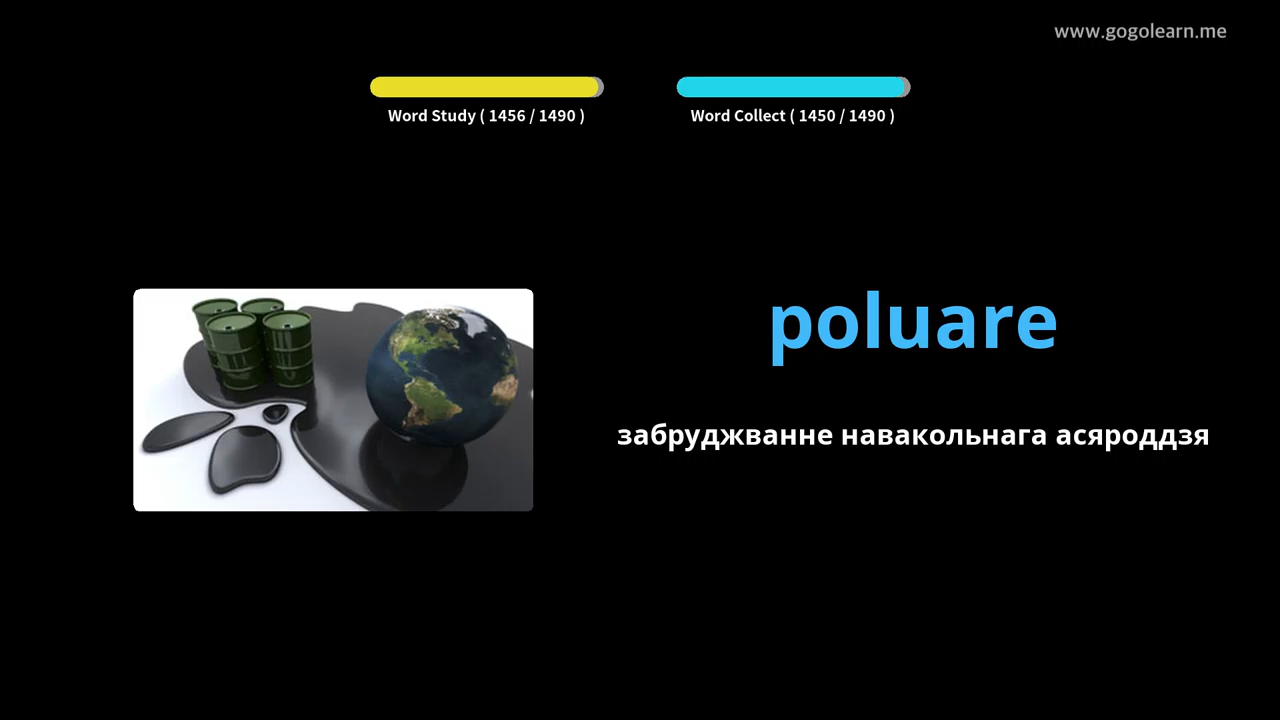 www.gogolearn.me
Word Study ( 1456 / 1490 )
Word Collect ( 1450 / 1490 )
poluare
забруджванне навакольнага асяроддзя